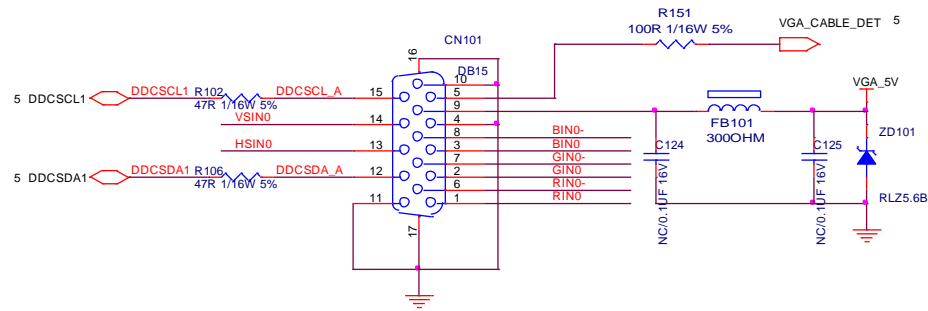 R151
100R 1/16W 5%
VGA_CABLE_DET 5
CN101
16
DB15
5 DDCSCL1
DDCSCL1
R102
47R 1/16W 5%
DDCSCL_A
15
10
5
VGA_5V
9
VSIN0
14
4
FB101
300OHM
ZD101
8
BIN0-
HSIN0
13
3
BIN0
C124
NC/0.1UF 16V
C125
NC/0.1UF 16V
7
GIN0-
5 DDCSDA1
DDCSDA1
R106
47R 1/16W 5%
DDCSDA_A
12
2
GIN0
6
RIN0-
11
1
RIN0
RLZ5.6B
17